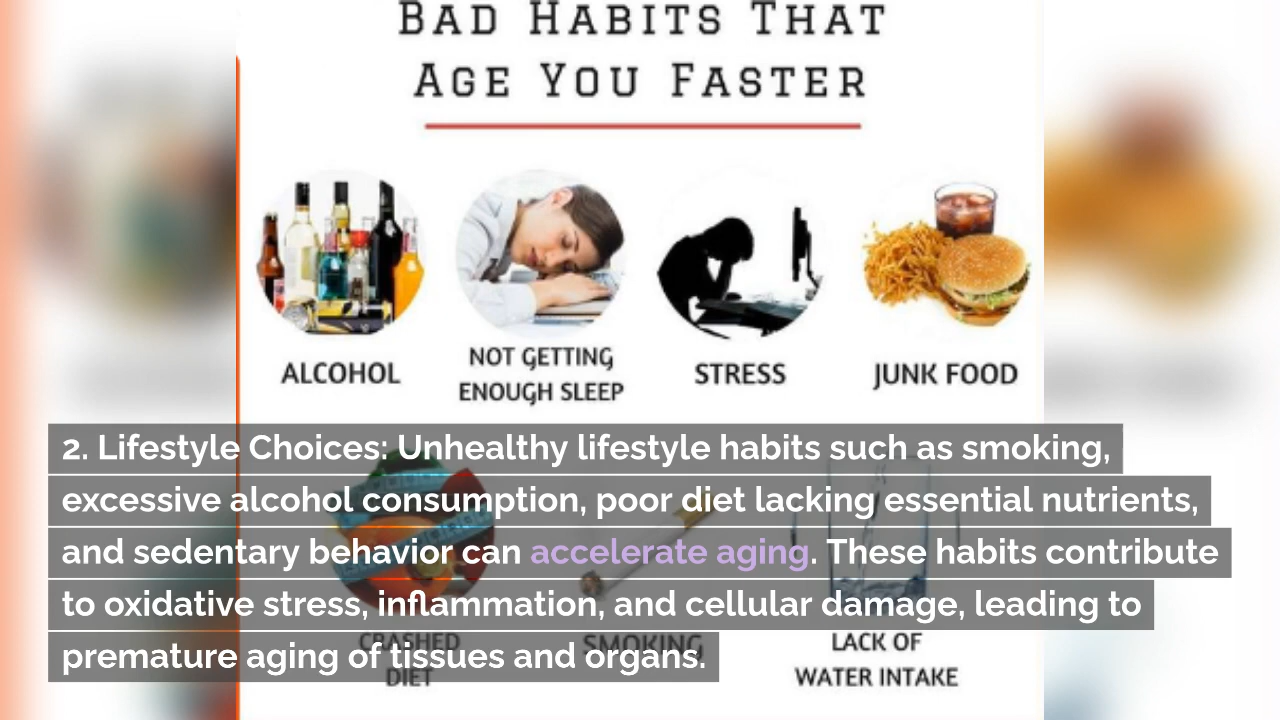 BAD HABITS THAT
AGE YOU FASTER
ALCOHOL
NOT GETTING
ENOUGH SLEEP
STRESS
JUNK FOOD
2. Lifestyle Choices: Unhealthy lifestyle habits such as smoking,
excessive alcohol consumption, poor diet lacking essential nutrients,
and sedentary behavior can accelerate aging. These habits contribute
to oxidative stress, inflammation, and cellular damage, leading to
premature aging of tissues and organs.
CRASHED
DIET
SMOKING
LACK OF
WATER INTAKE